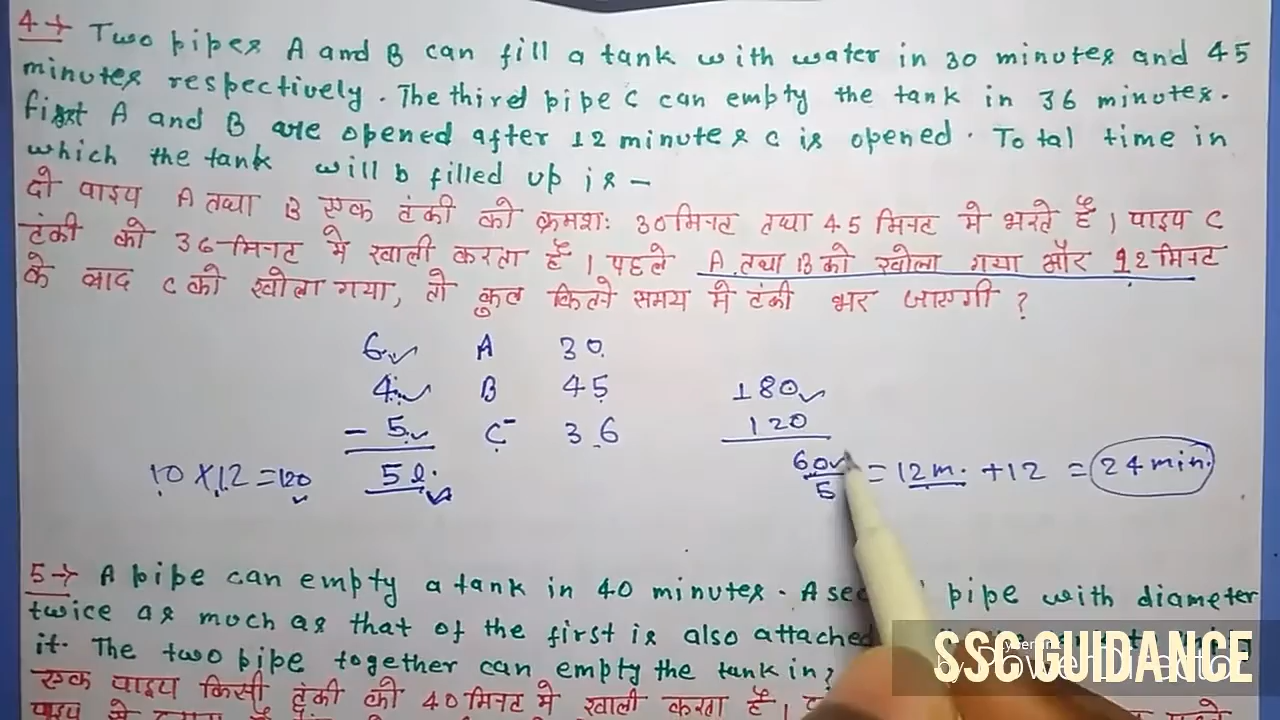 4→ Two pipes A and B can fill a tank with water in 30 minutes and 45
minutes respectively. The third pipe C can empty the tank in 36 minutes.
first A and B are opened after 12 minutes C is opened. Total time in
which the tank will b filled up is -
दो पाइप A तथा B एक टंकी को क्रमशः 30 मिनट तथा 45 मिनट मे भरते हैं। पाइप C
टंकी को 36 मिनट मे खाली करता हैं। पहले A तथा B को खोला गया और 12 मिनट
के बाद C को खोला गया, तो कुल कितने समय मे टंकी भर जाएगी ?
6 A 30
4 B 45 180
- 5 C- 36 120
10 X 12 = 120 5 l. 60/5 = 12 m. + 12 = 24 min.
5→ A pipe can empty a tank in 40 minutes. A pipe with diameter
twice as much as that of the first is also attached
it. The two pipe together can empty the tank in?
SSC GUIDANCE
एक पाइप किसी टंकी को 40 मिनट मे खाली करता है।